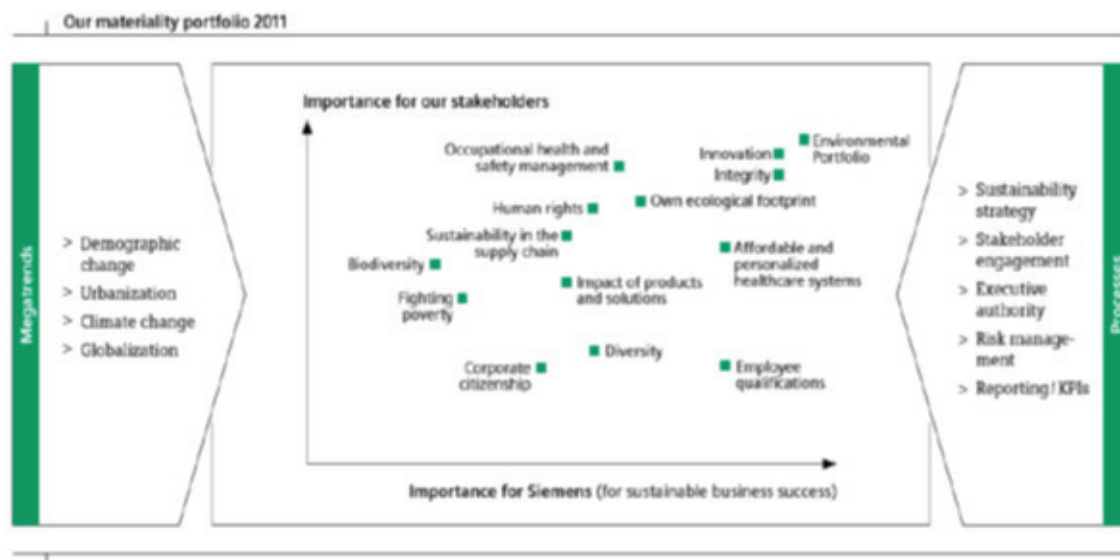 Our materiality portfolio 2011
Megatrends
> Demographic
change
> Urbanization
> Climate change
> Globalization
Importance for our stakeholders
Occupational health and
safety management
Innovation
Environmental
Portfolio
Integrity
Own ecological footprint
Human rights
Sustainability in the
supply chain
Affordable and
personalized
healthcare systems
Biodiversity
Impact of products
and solutions
Fighting
poverty
Diversity
Corporate
citizenship
Employee
qualifications
Importance for Siemens (for sustainable business success)
> Sustainability
strategy
> Stakeholder
engagement
> Executive
authority
> Risk manage-
ment
> Reporting/KPIs
Processes